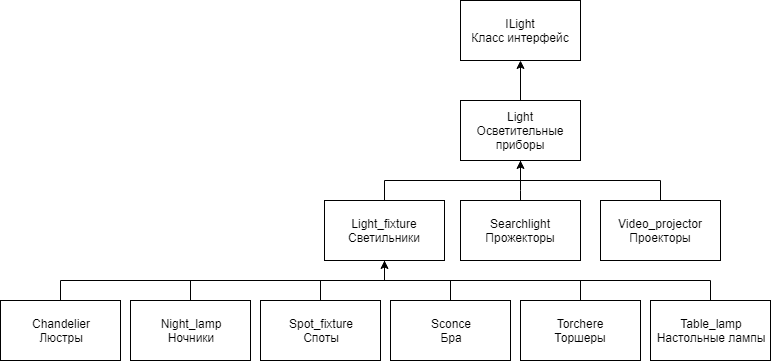 ILight
Класс интерфейс
Light
Осветительные
приборы
Light_fixture
Светильники
Searchlight
Прожекторы
Video_projector
Проекторы
Chandelier
Люстры
Night_lamp
Ночники
Spot_fixture
Споты
Sconce
Бра
Torchere
Торшеры
Table_lamp
Настольные лампы